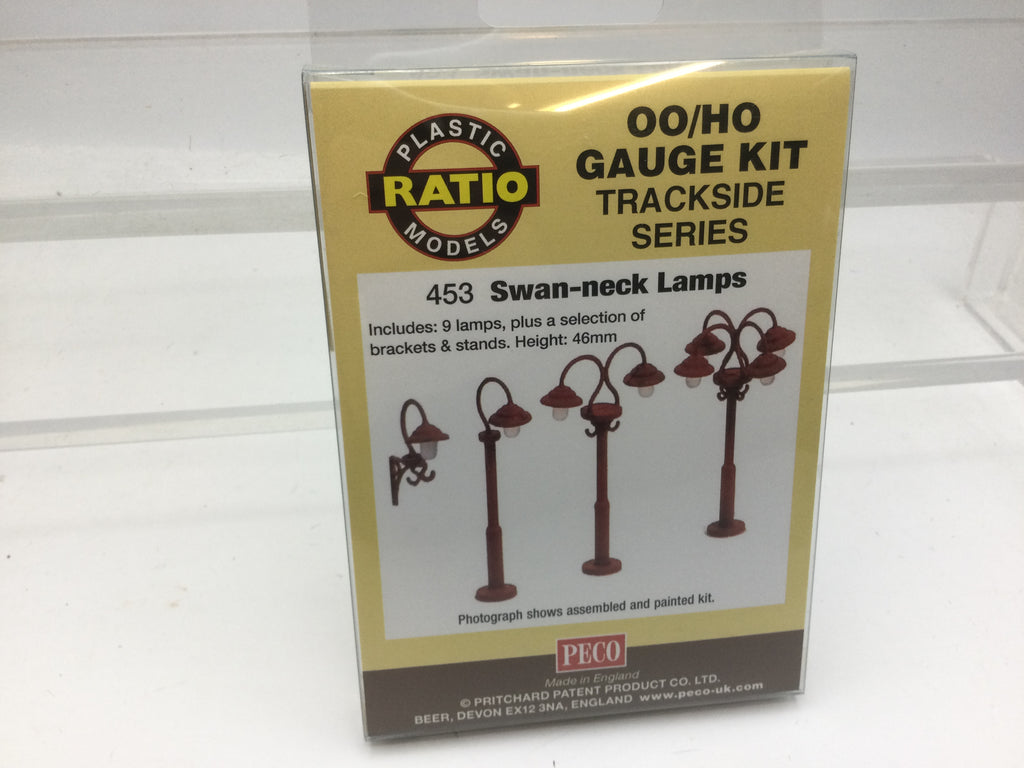 PLASTIC
RATIO
MODELS
OO/HO
GAUGE KIT
TRACKSIDE
SERIES
453 Swan-neck Lamps
Includes: 9 lamps, plus a selection of
brackets & stands. Height: 46mm
Photograph shows assembled and painted kit.
PECO
Made in England
© PRITCHARD PATENT PRODUCT CO. LTD.
BEER, DEVON EX12 3NA, ENGLAND www.peco-uk.com